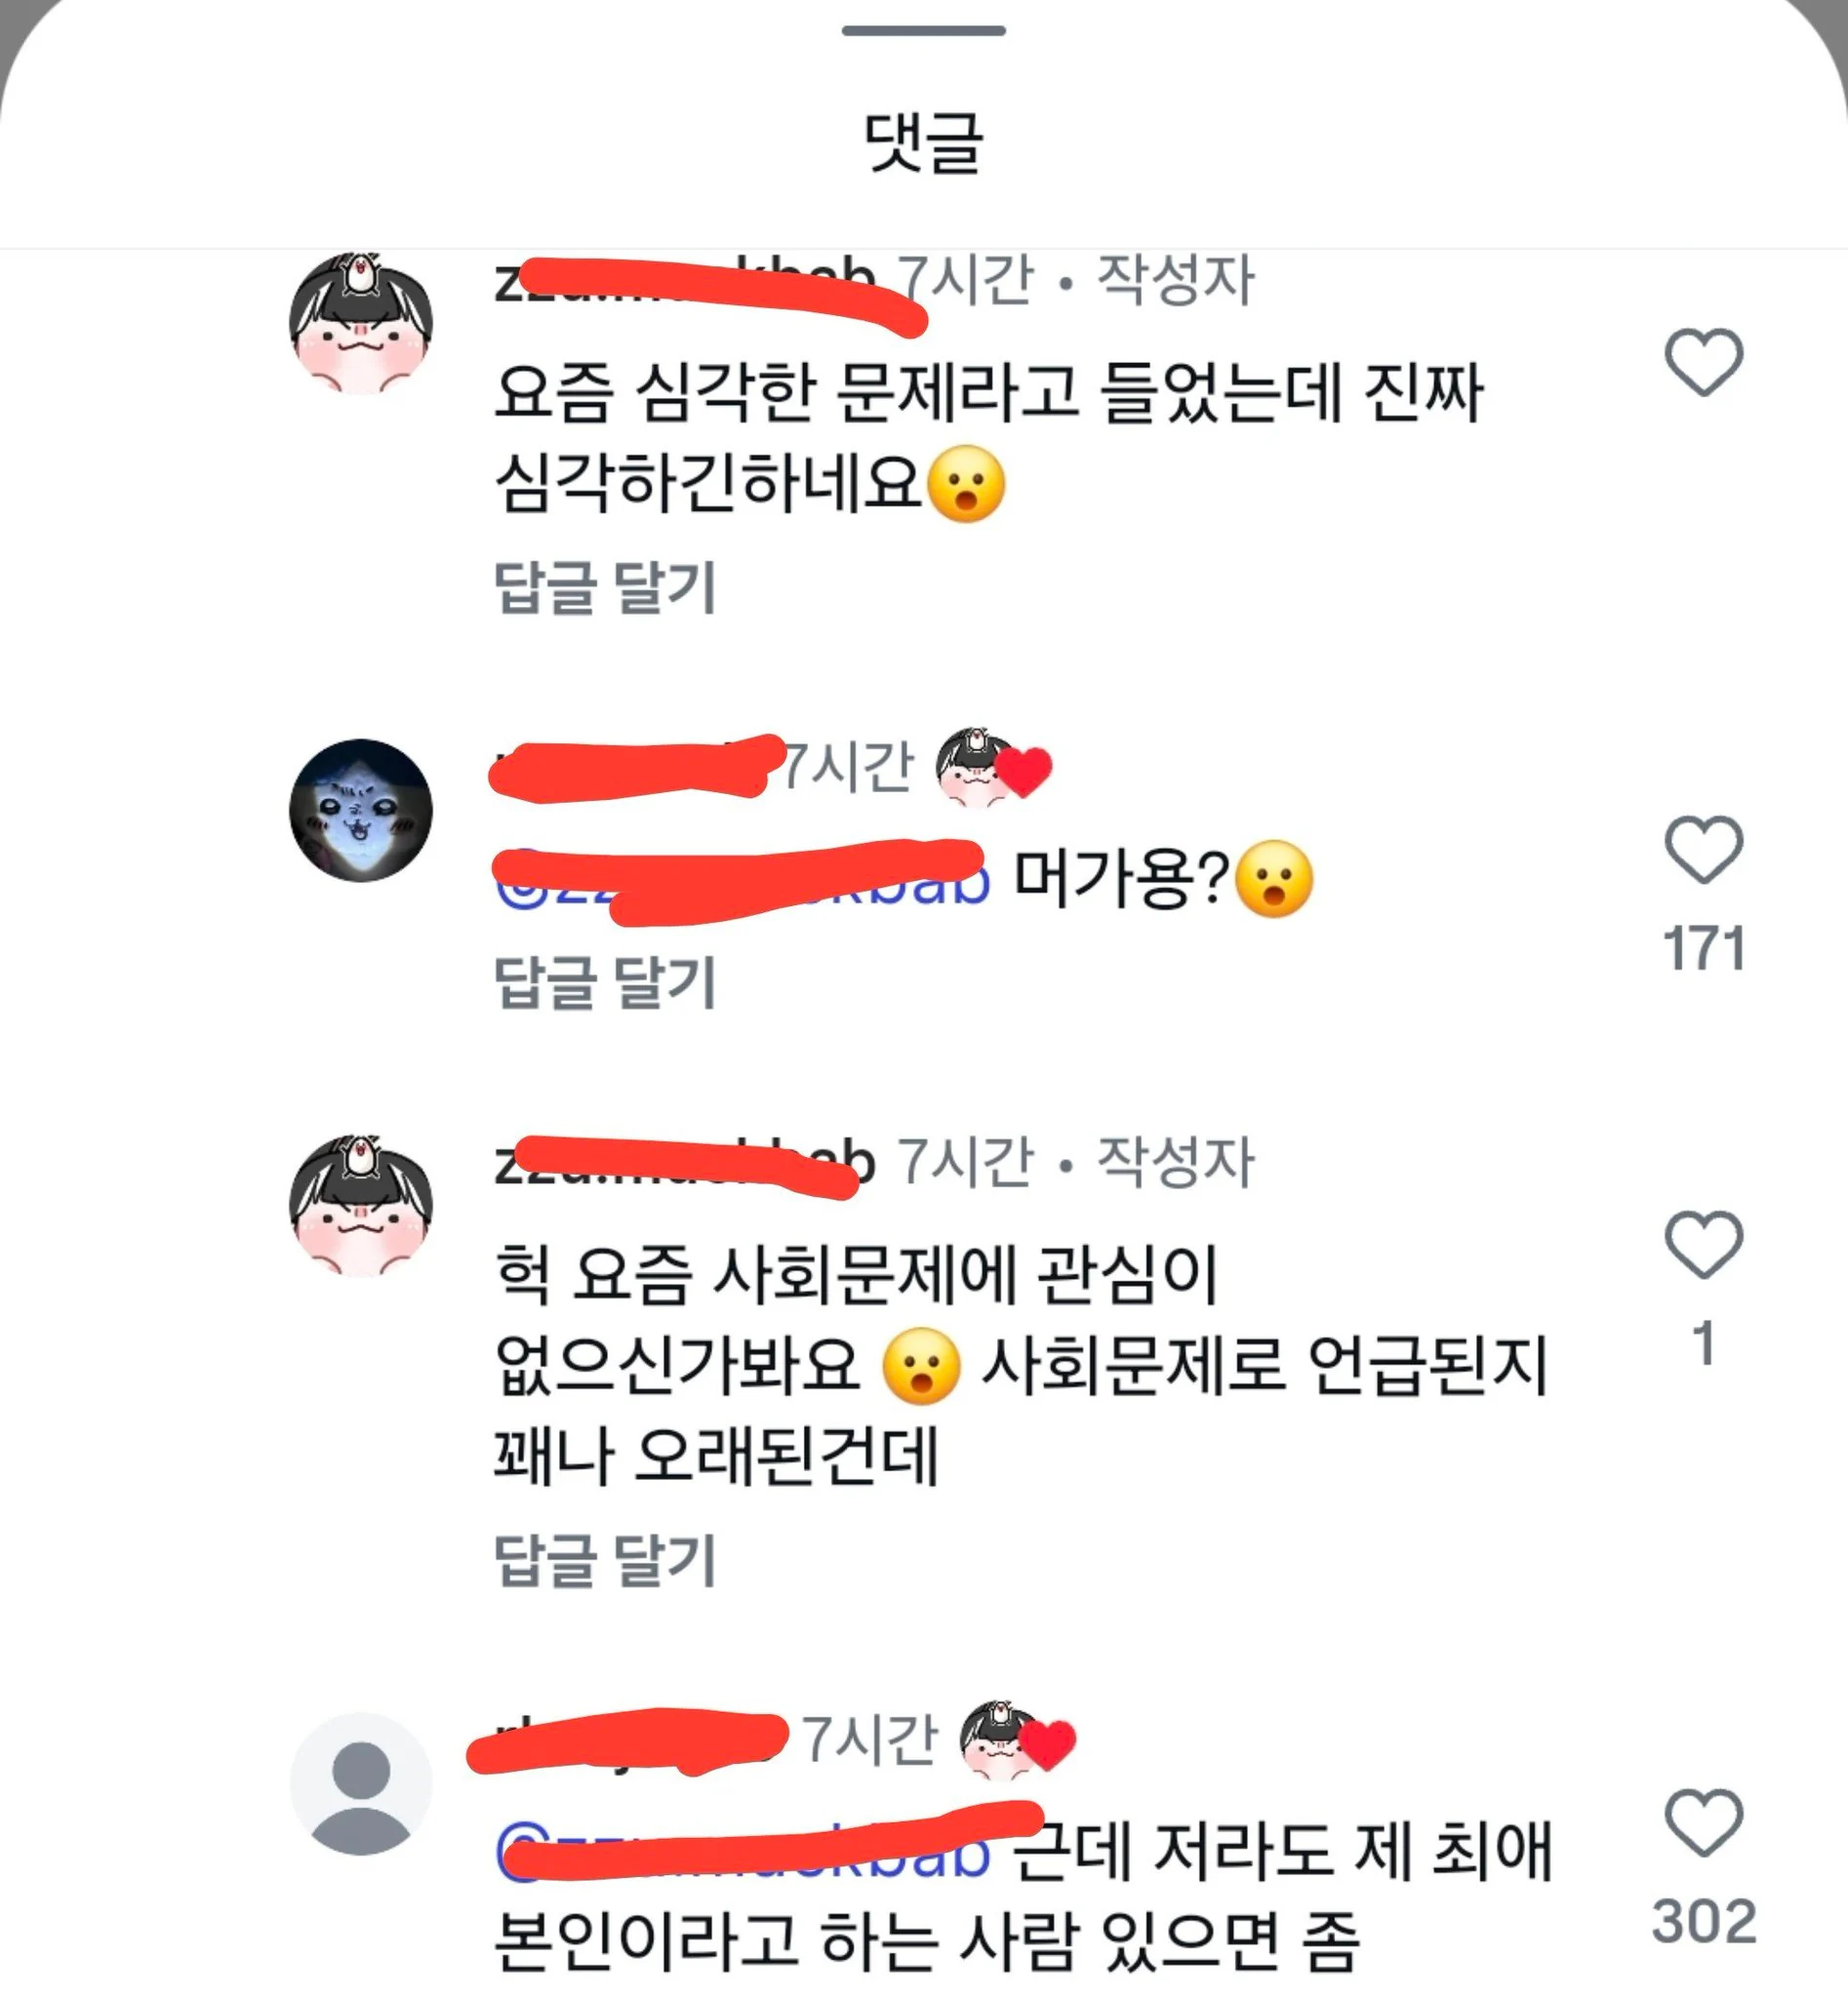 댓글
7시간 • 작성자
요즘 심각한 문제라고 들었는데 진짜
심각하긴하네요😮
답글 달기
7시간
머가용?😮
171
답글 달기
7시간 • 작성자
헉 요즘 사회문제에 관심이
없으신가봐요 😮 사회문제로 언급된지
꽤나 오래된건데
1
답글 달기
7시간
근데 저라도 제 최애
본인이라고 하는 사람 있으면 좀
302